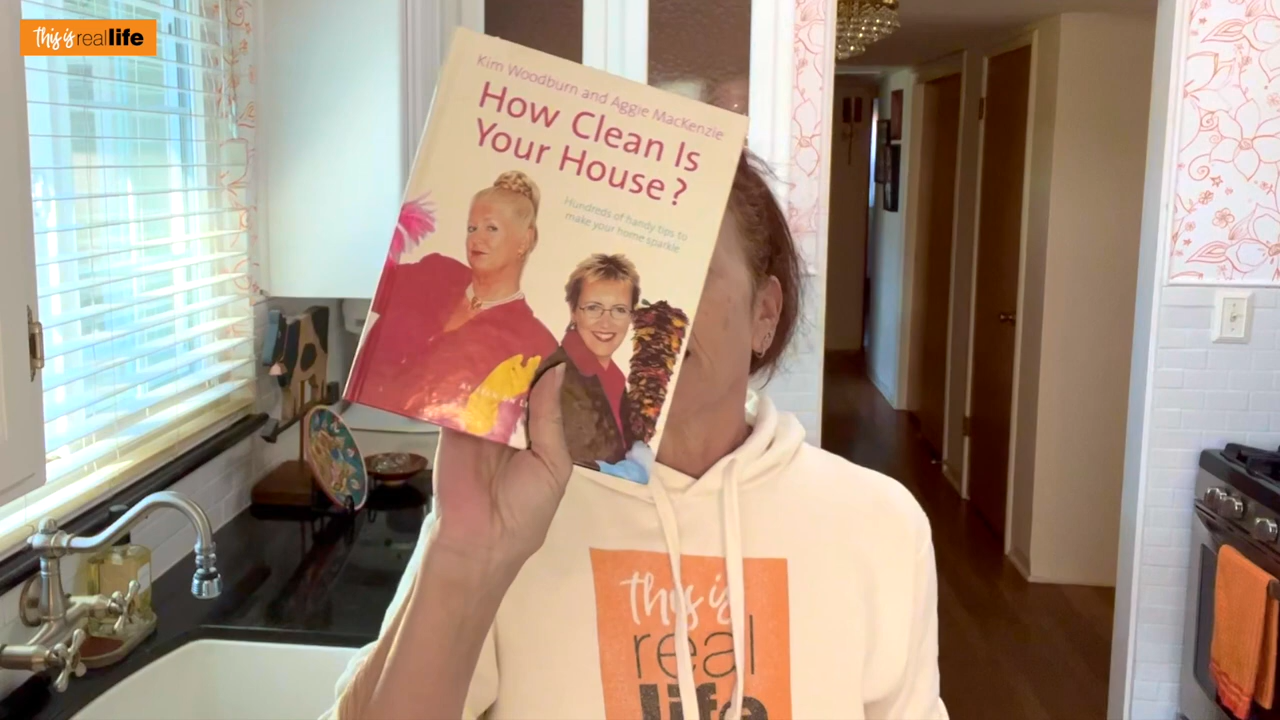 this is real life
Kim Woodburn and Aggie MacKenzie
How Clean Is
Your House?
Hundreds of handy tips to
make your home sparkle
this is
real
life